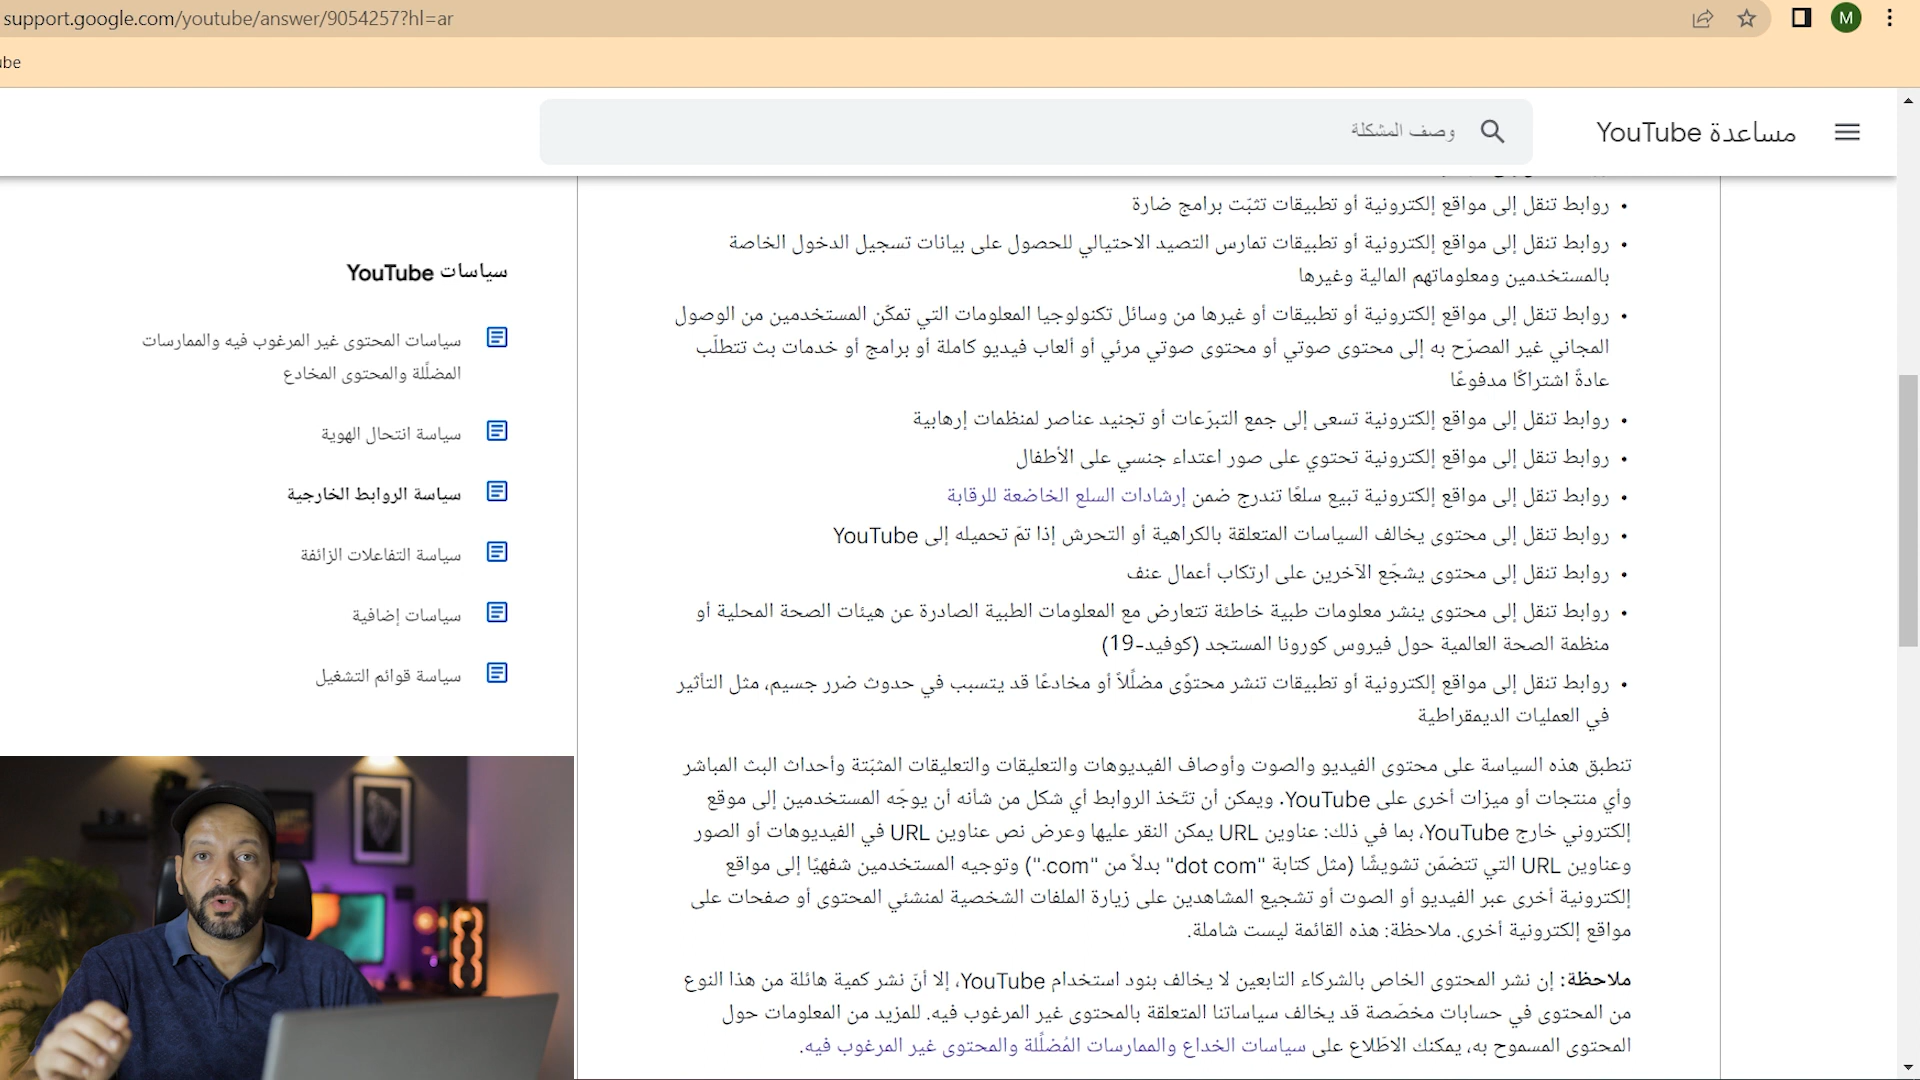 support.google.com/youtube/answer/9054257?hl=ar
M
ube
مساعدة YouTube
وصف المشكلة
روابط تنقل إلى مواقع إلكترونية أو تطبيقات تثبّت برامج ضارة
روابط تنقل إلى مواقع إلكترونية أو تطبيقات تمارس التصيد الاحتيالي للحصول على بيانات تسجيل الدخول الخاصة
بالمستخدمين ومعلوماتهم المالية وغيرها
روابط تنقل إلى مواقع إلكترونية أو تطبيقات أو غيرها من وسائل تكنولوجيا المعلومات التي تمكّن المستخدمين من الوصول
المجاني غير المصرّح به إلى محتوى صوتي أو محتوى صوتي مرئي أو ألعاب فيديو كاملة أو برامج أو خدمات بث تتطلّب
عادةً اشتراكًا مدفوعًا
روابط تنقل إلى مواقع إلكترونية تسعى إلى جمع التبرّعات أو تجنيد عناصر لمنظمات إرهابية
روابط تنقل إلى مواقع إلكترونية تحتوي على صور اعتداء جنسي على الأطفال
روابط تنقل إلى مواقع إلكترونية تبيع سلعًا تندرج ضمن إرشادات السلع الخاضعة للرقابة
روابط تنقل إلى محتوى يخالف السياسات المتعلقة بالكراهية أو التحرش إذا تمّ تحميله إلى YouTube
روابط تنقل إلى محتوى يشجّع الآخرين على ارتكاب أعمال عنف
روابط تنقل إلى محتوى ينشر معلومات طبية خاطئة تتعارض مع المعلومات الطبية الصادرة عن هيئات الصحة المحلية أو
منظمة الصحة العالمية حول فيروس كورونا المستجد (كوفيد-19)
روابط تنقل إلى مواقع إلكترونية أو تطبيقات تنشر محتوًى مضلِّلاً أو مخادعًا قد يتسبب في حدوث ضرر جسيم، مثل التأثير
في العمليات الديمقراطية
تنطبق هذه السياسة على محتوى الفيديو والصوت وأوصاف الفيديوهات والتعليقات والتعليقات المثبّتة وأحداث البث المباشر
وأي منتجات أو ميزات أخرى على YouTube. ويمكن أن تتّخذ الروابط أي شكل من شأنه أن يوجّه المستخدمين إلى موقع
إلكتروني خارج YouTube، بما في ذلك: عناوين URL يمكن النقر عليها وعرض نص عناوين URL في الفيديوهات أو الصور
وعناوين URL التي تتضمّن تشويشًا (مثل كتابة "dot com" بدلاً من ".com") وتوجيه المستخدمين شفهيًا إلى مواقع
إلكترونية أخرى عبر الفيديو أو الصوت أو تشجيع المشاهدين على زيارة الملفات الشخصية لمنشئي المحتوى أو صفحات على
مواقع إلكترونية أخرى. ملاحظة: هذه القائمة ليست شاملة.
ملاحظة: إن نشر المحتوى الخاص بالشركاء التابعين لا يخالف بنود استخدام YouTube، إلا أنّ نشر كمية هائلة من هذا النوع
من المحتوى في حسابات مخصّصة قد يخالف سياساتنا المتعلقة بالمحتوى غير المرغوب فيه. للمزيد من المعلومات حول
المحتوى المسموح به، يمكنك الاطّلاع على سياسات الخداع والممارسات المُضلِّلة والمحتوى غير المرغوب فيه.
سياسات YouTube
سياسات المحتوى غير المرغوب فيه والممارسات
المضلِّلة والمحتوى المخادع
سياسة انتحال الهوية
سياسة الروابط الخارجية
سياسة التفاعلات الزائفة
سياسات إضافية
سياسة قوائم التشغيل